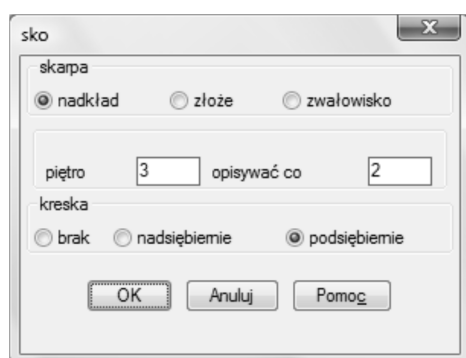 sko
skarpa
nadkład złoże zwałowisko
piętro 3 opisywać co 2
kreska
brak nadsiębiernie podsiębiernie
OK Anuluj Pomoc